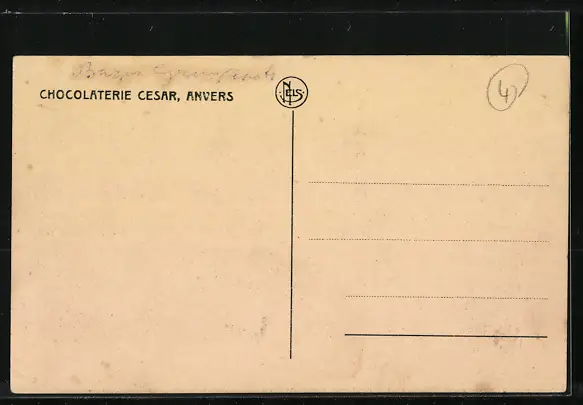 CHOCOLATERIE CESAR, ANVERS
NELS
4